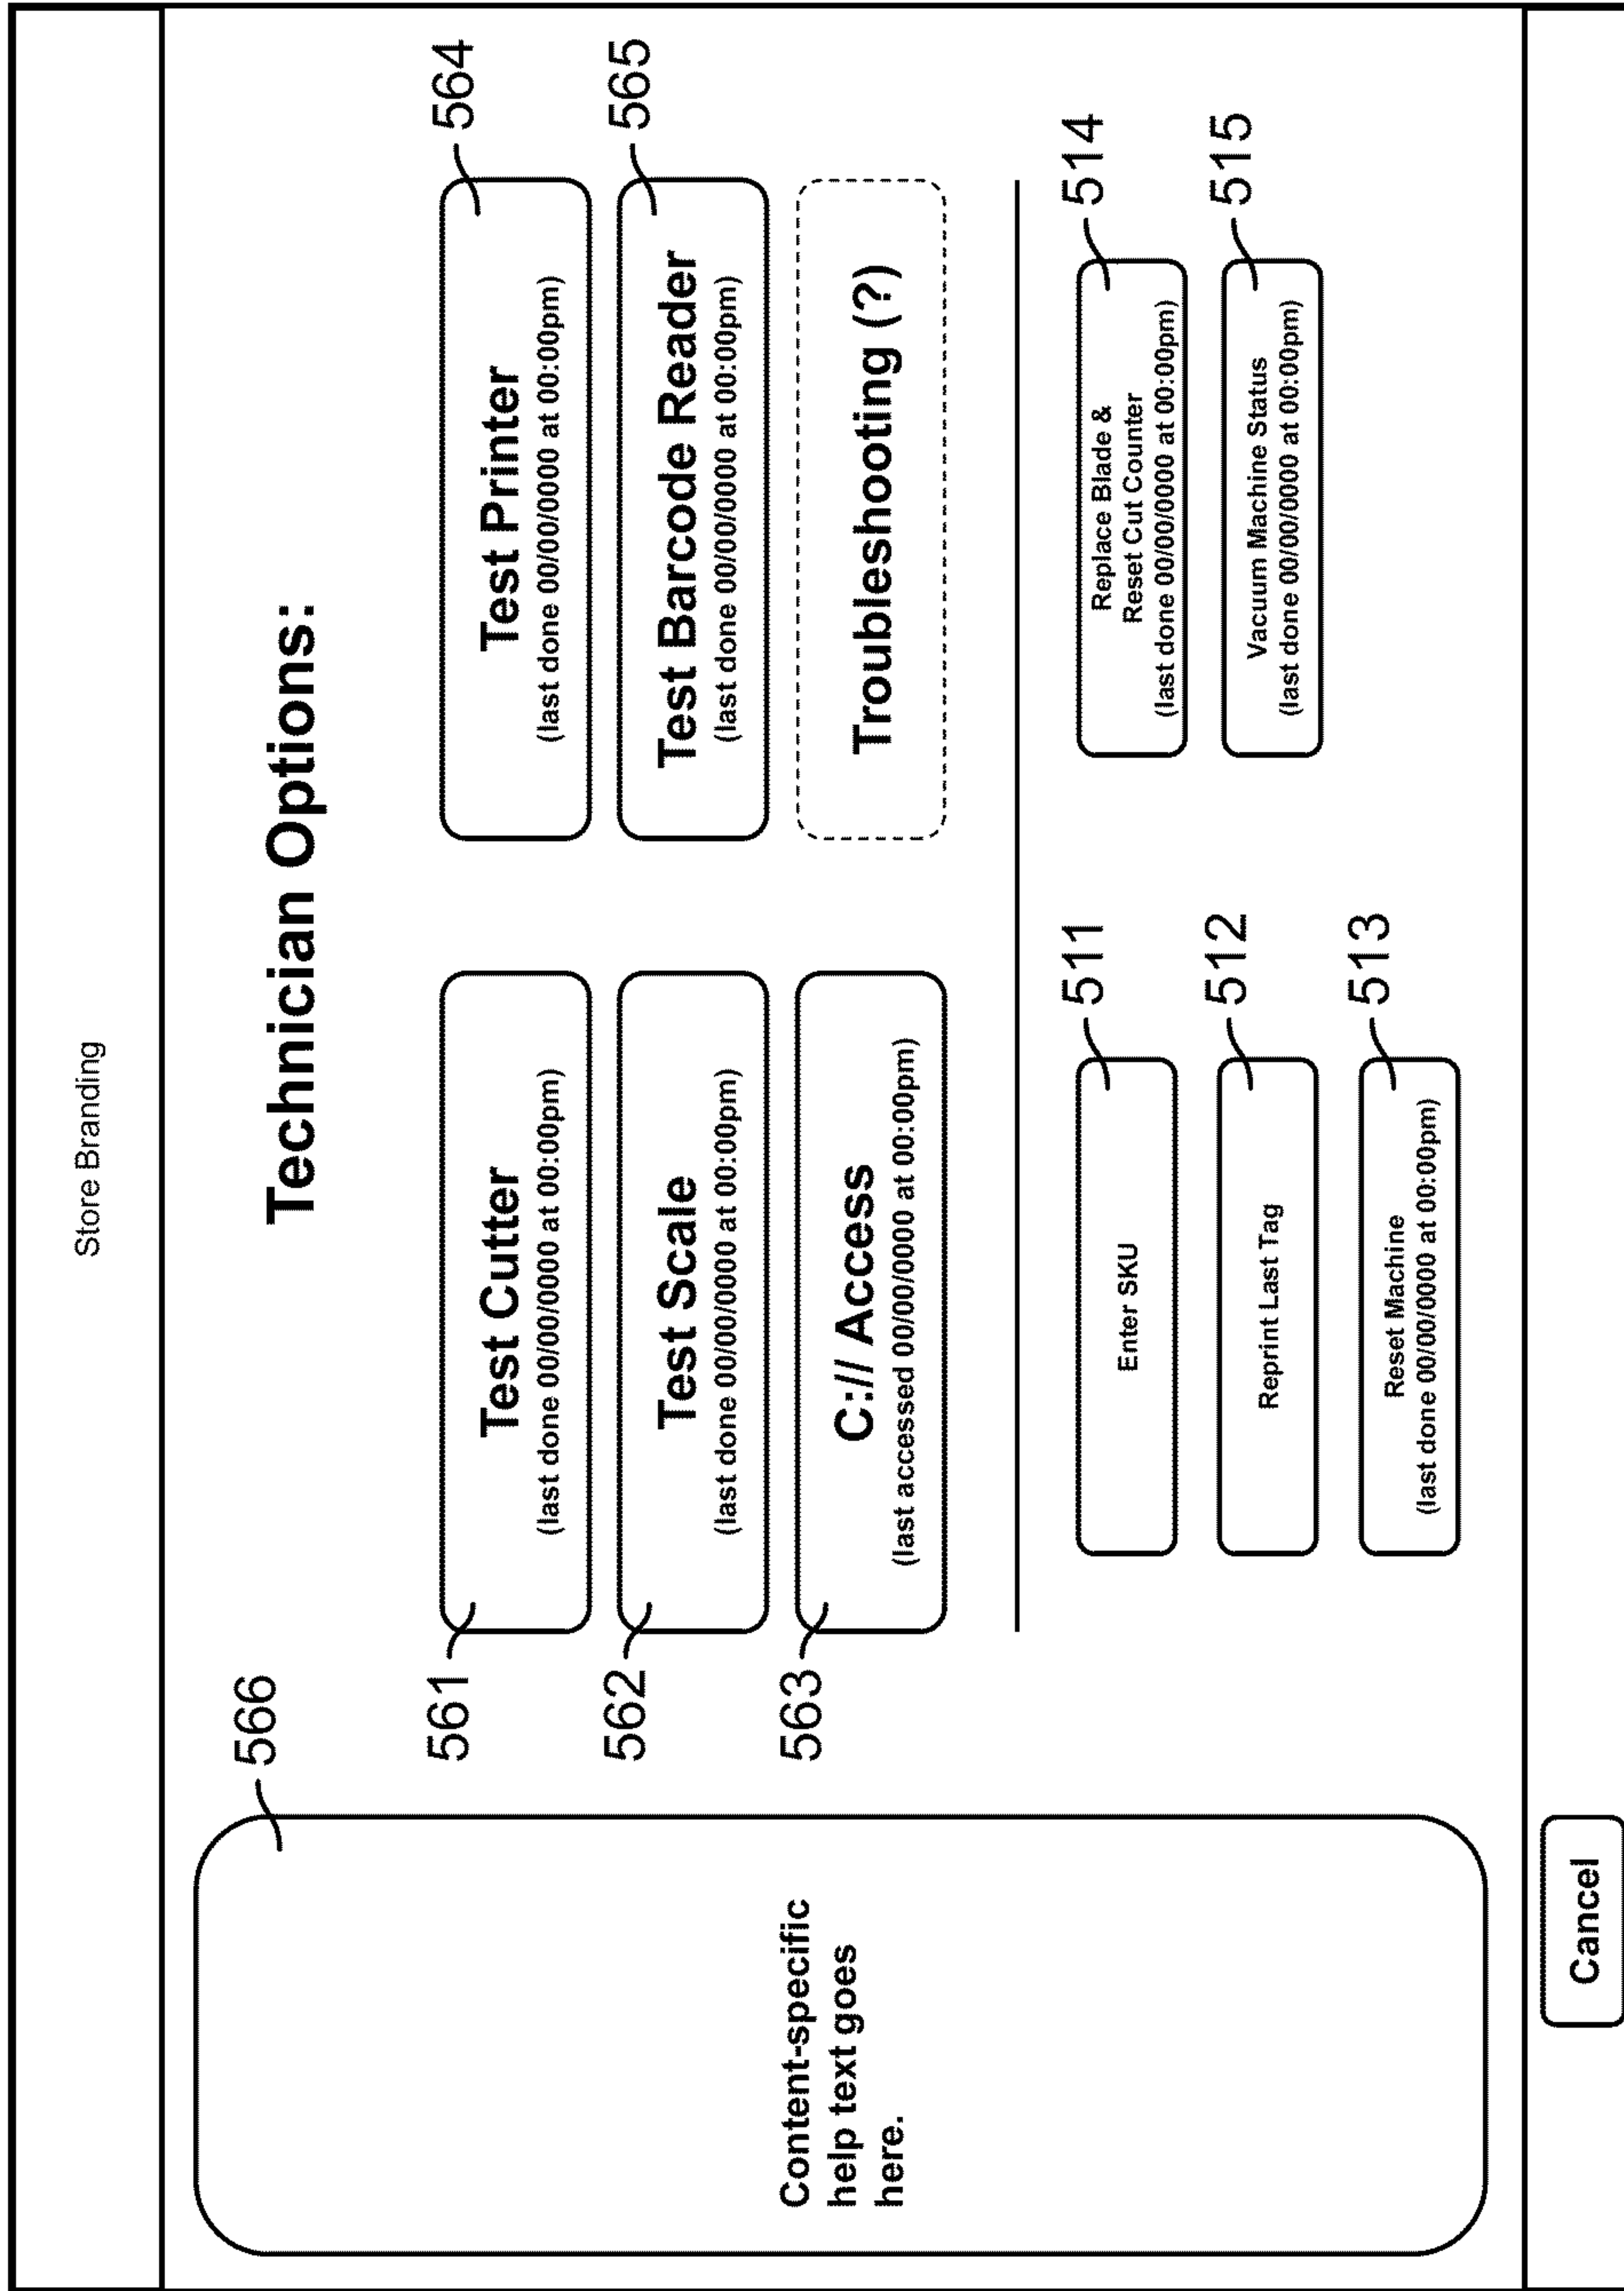 Store Branding
Technician Options:
566
Content-specific
help text goes
here.
561
Test Cutter
(last done 00/00/0000 at 00:00pm)
562
Test Scale
(last done 00/00/0000 at 00:00pm)
563
C:// Access
(last accessed 00/00/0000 at 00:00pm)
564
Test Printer
(last done 00/00/0000 at 00:00pm)
565
Test Barcode Reader
(last done 00/00/0000 at 00:00pm)
Troubleshooting (?)
511
Enter SKU
512
Reprint Last Tag
513
Reset Machine
(last done 00/00/0000 at 00:00pm)
514
Replace Blade &
Reset Cut Counter
(last done 00/00/0000 at 00:00pm)
515
Vacuum Machine Status
(last done 00/00/0000 at 00:00pm)
Cancel